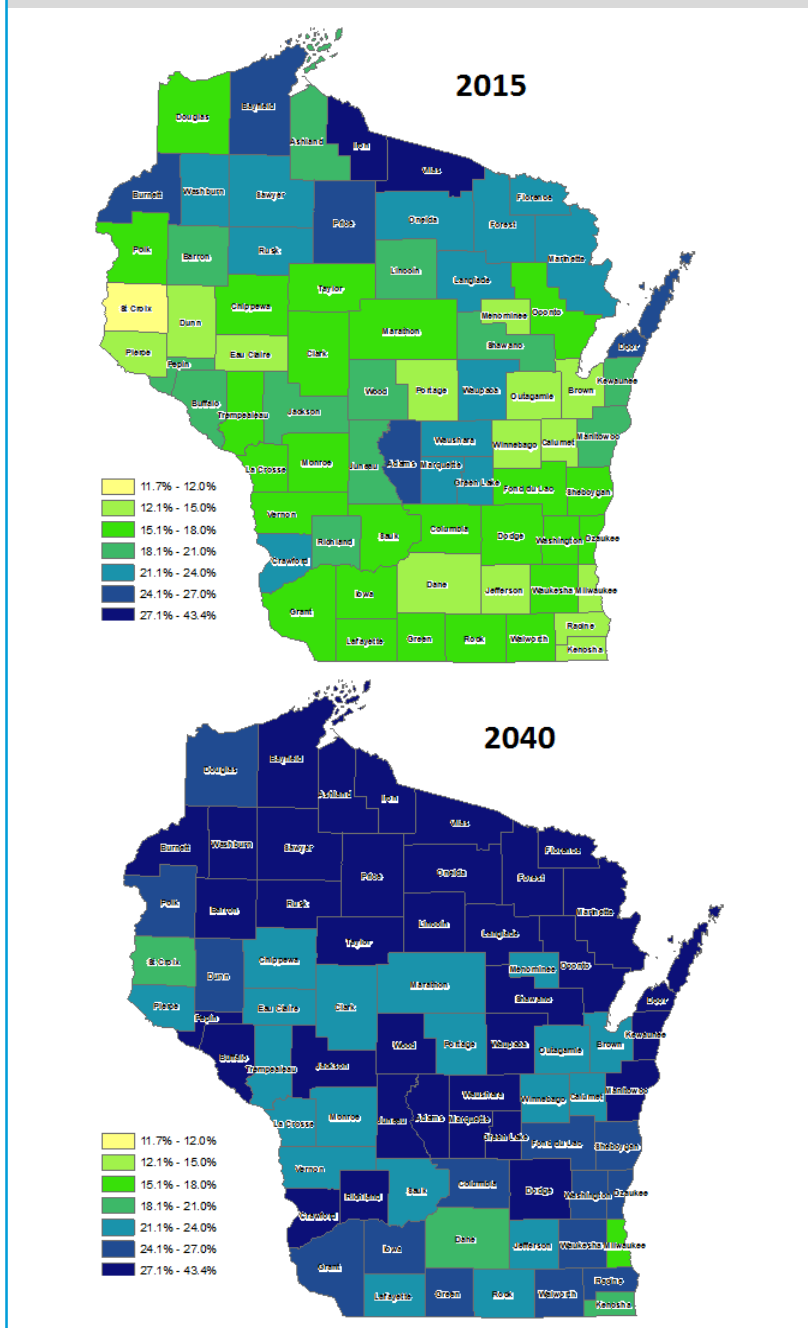 2015
Bayfield
Douglas
Ashland
Iron
Vilas
Burnett
Washburn
Sawyer
Price
Oneida
Florence
Forest
Marinette
Polk
Barron
Rusk
Lincoln
Langlade
Taylor
St Croix
Chippewa
Dunn
Marathon
Menominee
Oconto
Pierce
Eau Claire
Clark
Shawano
Door
Pepin
Kewaunee
Buffalo
Wood
Portage
Waupaca
Outagamie
Brown
Trempealeau
Jackson
Manitowoc
Waushara
Winnebago
Calumet
La Crosse
Monroe
Juneau
Adams
Marquette
Green Lake
Fond du Lac
Sheboygan
Vernon
Richland
Sauk
Columbia
Dodge
Washington
Ozaukee
Crawford
Dane
Jefferson
Waukesha
Milwaukee
Grant
Iowa
Lafayette
Green
Rock
Walworth
Racine
Kenosha
11.7% - 12.0%
12.1% - 15.0%
15.1% - 18.0%
18.1% - 21.0%
21.1% - 24.0%
24.1% - 27.0%
27.1% - 43.4%
2040
Bayfield
Douglas
Ashland
Iron
Vilas
Burnett
Washburn
Sawyer
Price
Oneida
Florence
Forest
Marinette
Polk
Barron
Rusk
Lincoln
Langlade
Taylor
St Croix
Chippewa
Dunn
Marathon
Menominee
Oconto
Pierce
Eau Claire
Clark
Shawano
Door
Pepin
Kewaunee
Buffalo
Wood
Portage
Waupaca
Outagamie
Brown
Trempealeau
Jackson
Manitowoc
Waushara
Winnebago
Calumet
La Crosse
Monroe
Juneau
Adams
Marquette
Green Lake
Fond du Lac
Sheboygan
Vernon
Richland
Sauk
Columbia
Dodge
Washington
Ozaukee
Crawford
Dane
Jefferson
Waukesha
Milwaukee
Grant
Iowa
Lafayette
Green
Rock
Walworth
Racine
Kenosha
11.7% - 12.0%
12.1% - 15.0%
15.1% - 18.0%
18.1% - 21.0%
21.1% - 24.0%
24.1% - 27.0%
27.1% - 43.4%